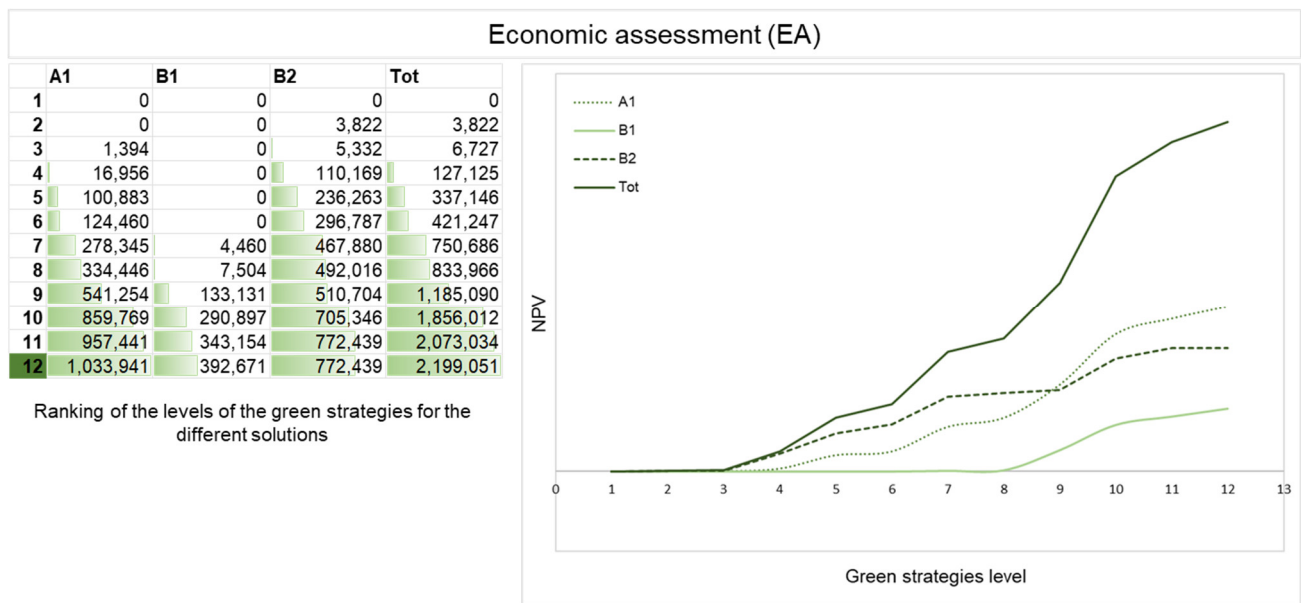 Economic assessment (EA)
A1 B1 B2 Tot
1 0 0 0 0
2 0 0 3,822 3,822
3 1,394 0 5,332 6,727
4 16,956 0 110,169 127,125
5 100,883 0 236,263 337,146
6 124,460 0 296,787 421,247
7 278,345 4,460 467,880 750,686
8 334,446 7,504 492,016 833,966
9 541,254 133,131 510,704 1,185,090
10 859,769 290,897 705,346 1,856,012
11 957,441 343,154 772,439 2,073,034
12 1,033,941 392,671 772,439 2,199,051
Ranking of the levels of the green strategies for the
different solutions
A1
B1
B2
Tot
NPV
0 1 2 3 4 5 6 7 8 9 10 11 12 13
Green strategies level